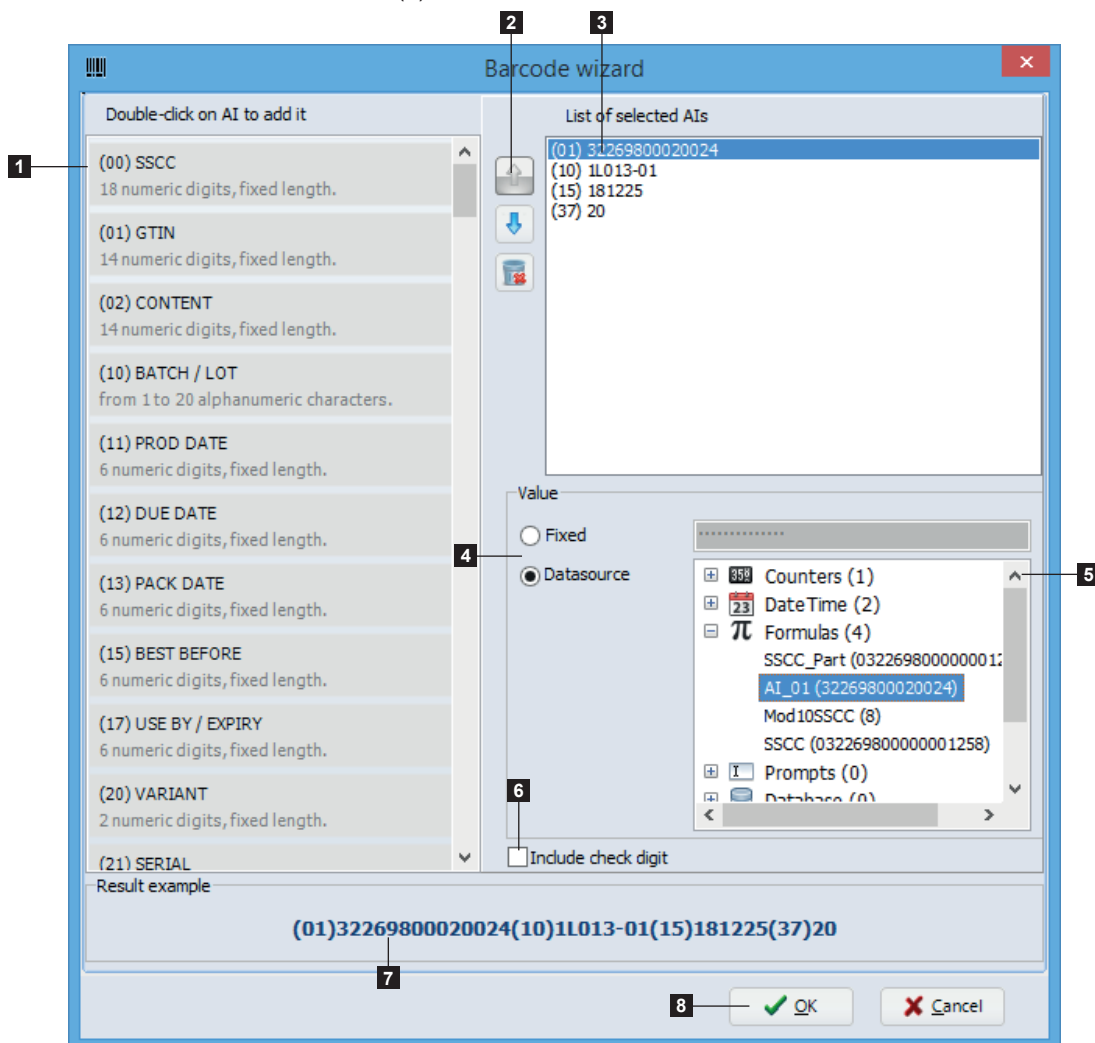 2
3
Barcode wizard
Double-click on AI to add it
List of selected AIs
1
(00) SSCC
18 numeric digits, fixed length.
(01) GTIN
14 numeric digits, fixed length.
(02) CONTENT
14 numeric digits, fixed length.
(10) BATCH / LOT
from 1 to 20 alphanumeric characters.
(11) PROD DATE
6 numeric digits, fixed length.
(12) DUE DATE
6 numeric digits, fixed length.
(13) PACK DATE
6 numeric digits, fixed length.
(15) BEST BEFORE
6 numeric digits, fixed length.
(17) USE BY / EXPIRY
6 numeric digits, fixed length.
(20) VARIANT
2 numeric digits, fixed length.
(21) SERIAL
(01) 32269800020024
(10) 1L013-01
(15) 181225
(37) 20
Value
Fixed
4
Datasource
5
359 Counters (1)
23 DateTime (2)
π Formulas (4)
SSCC_Part (0322698000000012
AI_01 (32269800020024)
Mod10SSCC (8)
SSCC (032269800000001258)
Prompts (0)
Database (0)
6
Include check digit
Result example
(01)32269800020024(10)1L013-01(15)181225(37)20
7
8
OK
Cancel